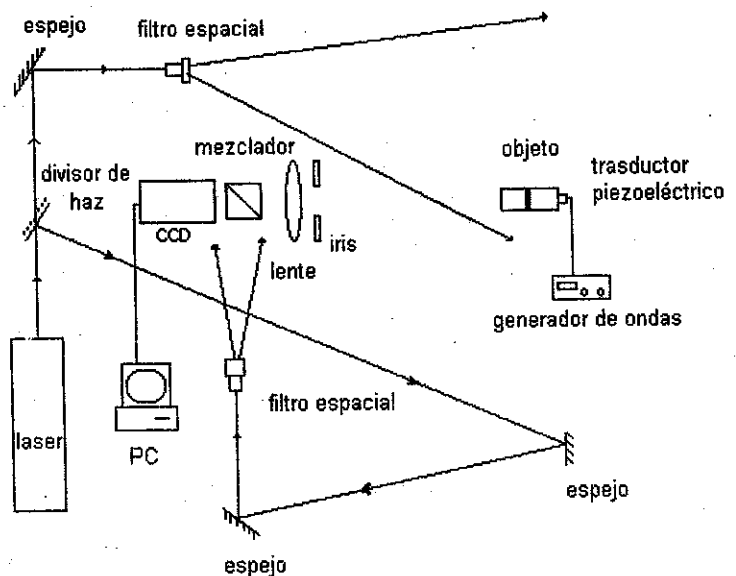 espejo
filtro espacial
mezclador
objeto
trasductor
piezoeléctrico
divisor de
haz
CCD
iris
lente
generador de ondas
laser
PC
filtro espacial
espejo
espejo